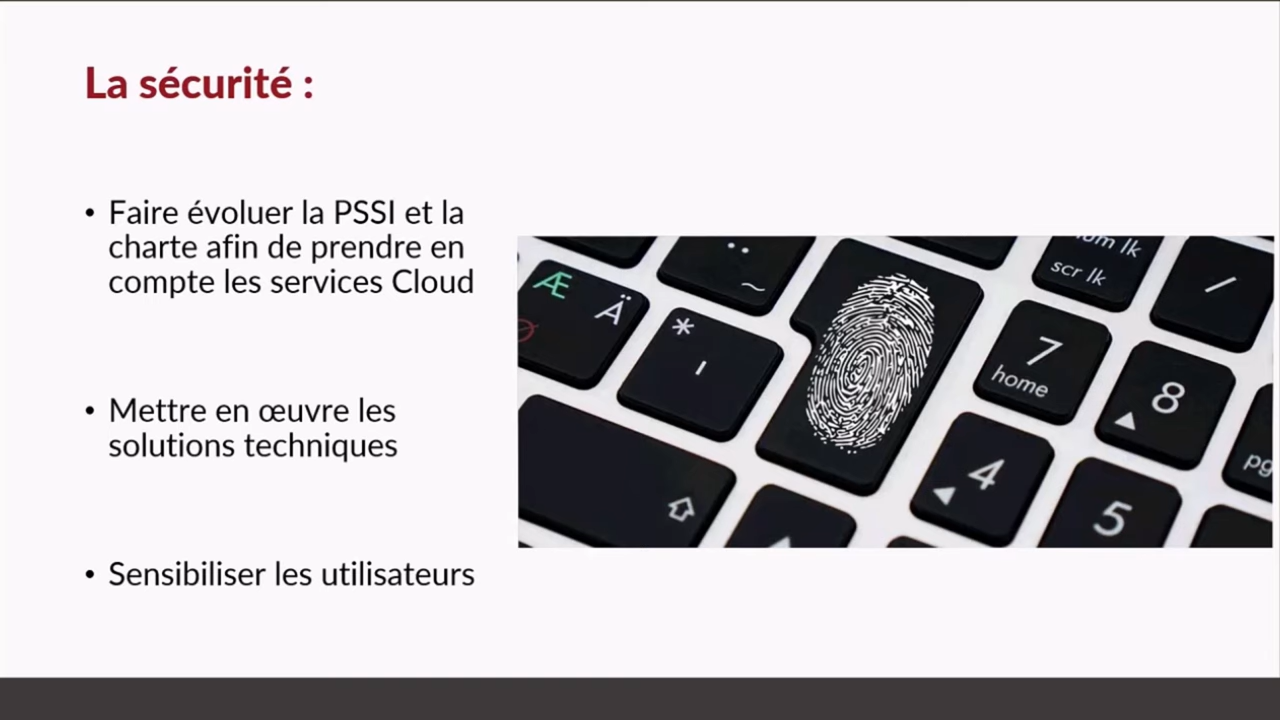 La sécurité :
• Faire évoluer la PSSI et la
charte afin de prendre en
compte les services Cloud
• Mettre en œuvre les
solutions techniques
• Sensibiliser les utilisateurs
Æ
Ä
*
'
scr lk
/
7
home
8
4
5